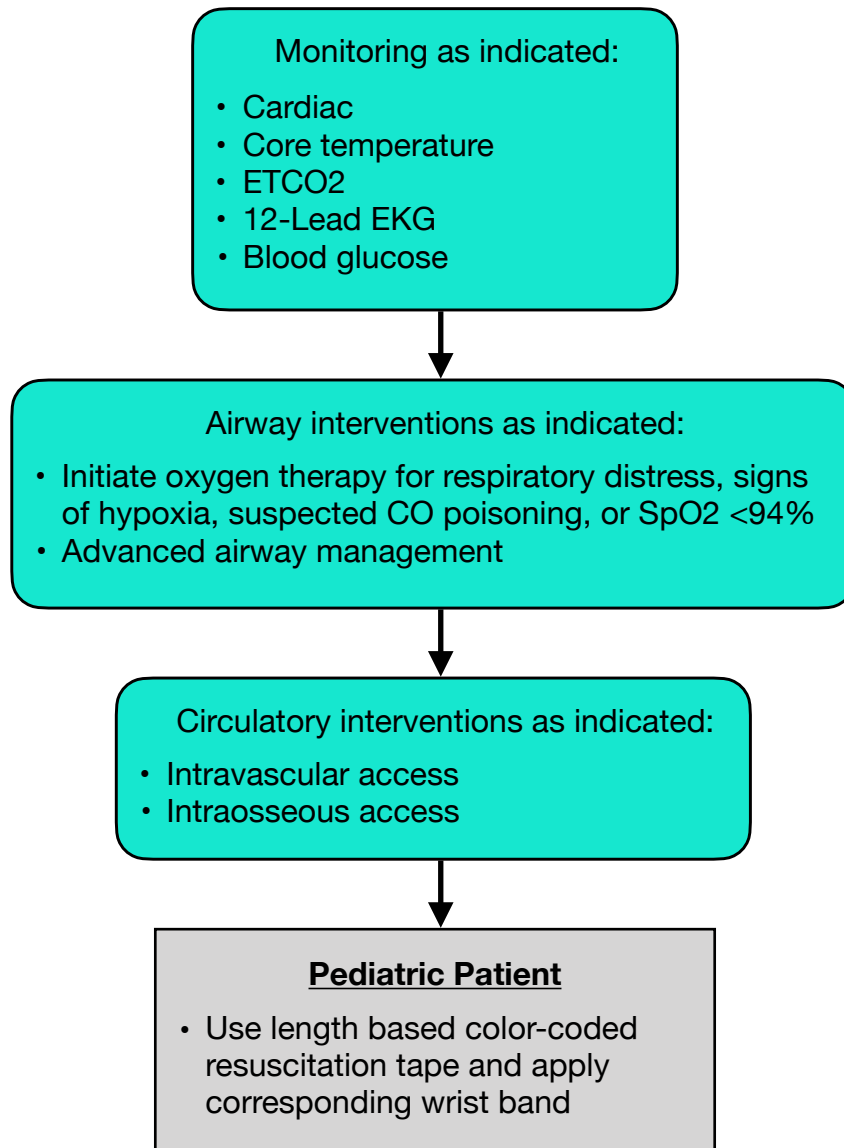 Monitoring as indicated:
• Cardiac
• Core temperature
• ETCO2
• 12-Lead EKG
• Blood glucose
Airway interventions as indicated:
• Initiate oxygen therapy for respiratory distress, signs
of hypoxia, suspected CO poisoning, or SpO2 <94%
• Advanced airway management
Circulatory interventions as indicated:
• Intravascular access
• Intraosseous access
Pediatric Patient
• Use length based color-coded
resuscitation tape and apply
corresponding wrist band